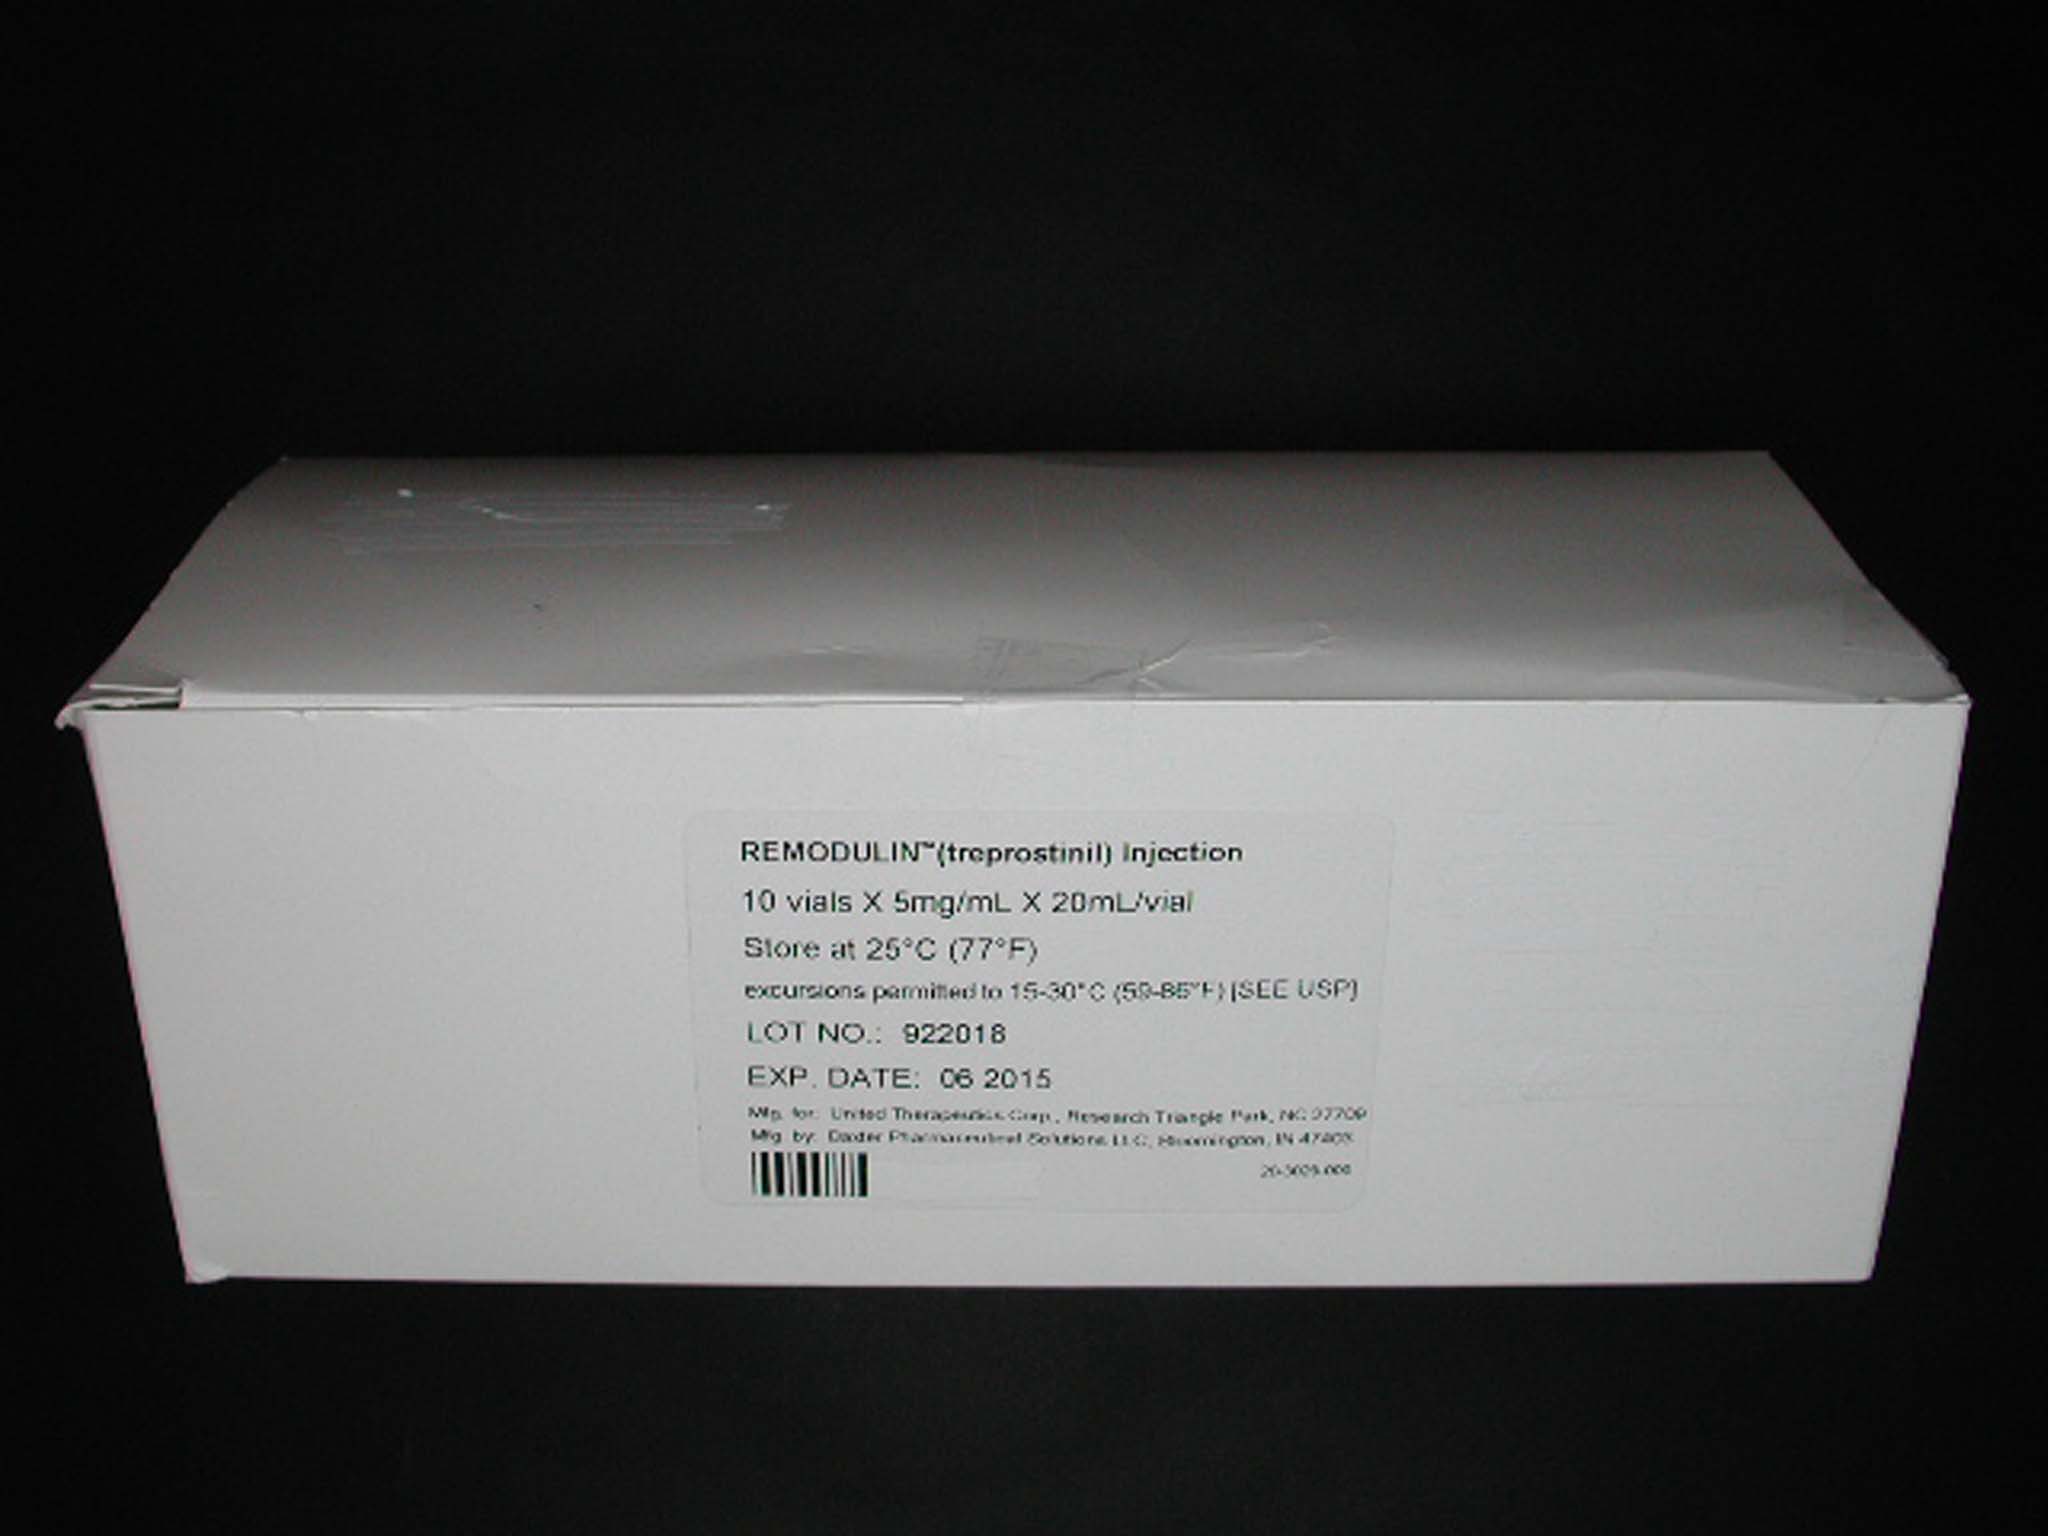 REMODULIN™(treprostinil) Injection
10 vials X 5mg/mL X 20mL/vial
Store at 25°C (77°F)
excursions permitted to 15-30°C (59-86°F) [SEE USP]
LOT NO.: 922018
EXP. DATE: 06 2015
Mfg. for: United Therapeutics Corp., Research Triangle Park, NC 27709
Mfg. by: Baxter Pharmaceutical Solutions LLC, Bloomington, IN 47403